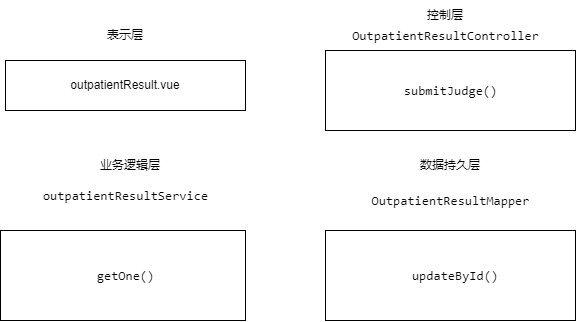 表示层
outpatientResult.vue
控制层
OutpatientResultController
submitJudge()
业务逻辑层
outpatientResultService
getOne()
数据持久层
OutpatientResultMapper
updateById()